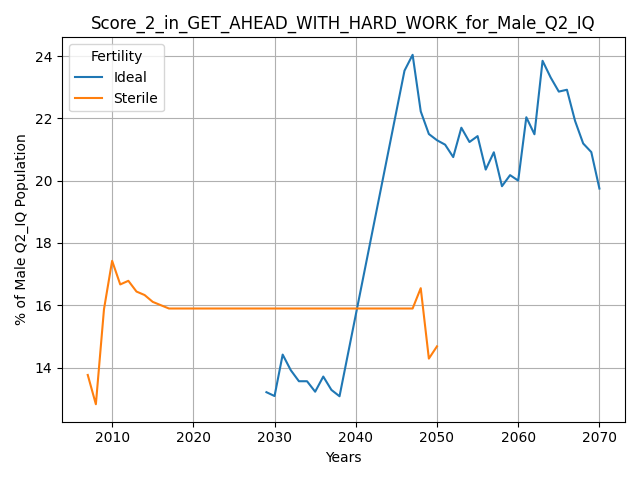 Score_2_in_GET_AHEAD_WITH_HARD_WORK_for_Male_Q2_IQ
Fertility
Ideal
Sterile
% of Male Q2_IQ Population
24
22
20
18
16
14
2010 2020 2030 2040 2050 2060 2070
Years